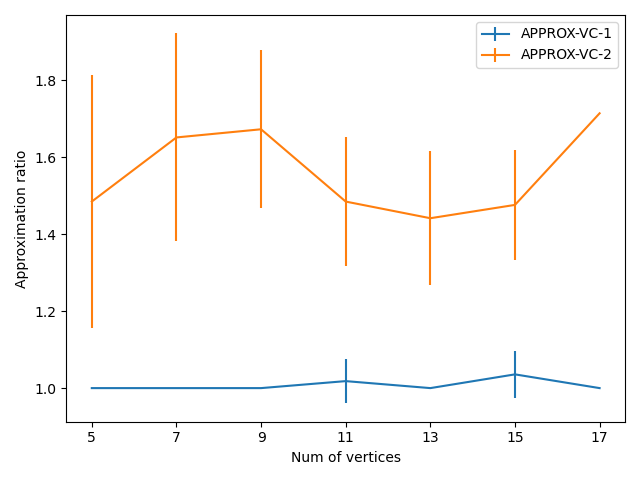 APPROX-VC-1
APPROX-VC-2
Approximation ratio
1.8
1.6
1.4
1.2
1.0
5 7 9 11 13 15 17
Num of vertices